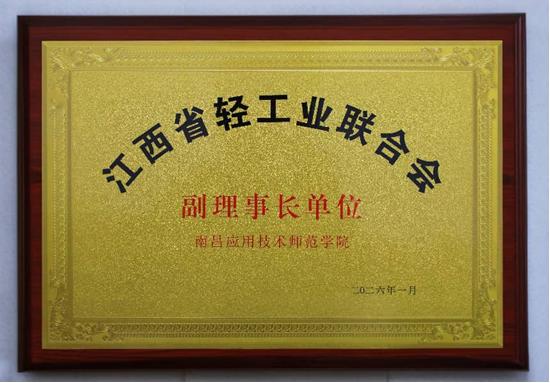 江西省轻工业联合会
副理事长单位
南昌应用技术师范学院
二〇二六年一月